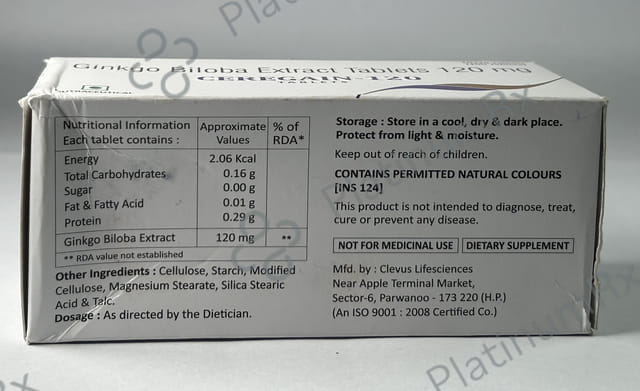 Ginkgo Biloba Extract Tablets 120 mg
CEREGAIN-120
TABLETS
Nutritional Information
Each tablet contains :
Approximate
Values
% of
RDA*
Energy 2.06 Kcal
Total Carbohydrates 0.16 g
Sugar 0.00 g
Fat & Fatty Acid 0.01 g
Protein 0.29 g
Ginkgo Biloba Extract 120 mg **
** RDA value not established
Other Ingredients : Cellulose, Starch, Modified
Cellulose, Magnesium Stearate, Silica Stearic
Acid & Talc.
Dosage : As directed by the Dietician.
Storage : Store in a cool, dry & dark place.
Protect from light & moisture.
Keep out of reach of children.
CONTAINS PERMITTED NATURAL COLOURS
[INS 124]
This product is not intended to diagnose, treat,
cure or prevent any disease.
NOT FOR MEDICINAL USE DIETARY SUPPLEMENT
Mfd. by : Clevus Lifesciences
Near Apple Terminal Market,
Sector-6, Parwanoo - 173 220 (H.P.)
(An ISO 9001 : 2008 Certified Co.)
PlatinumRx